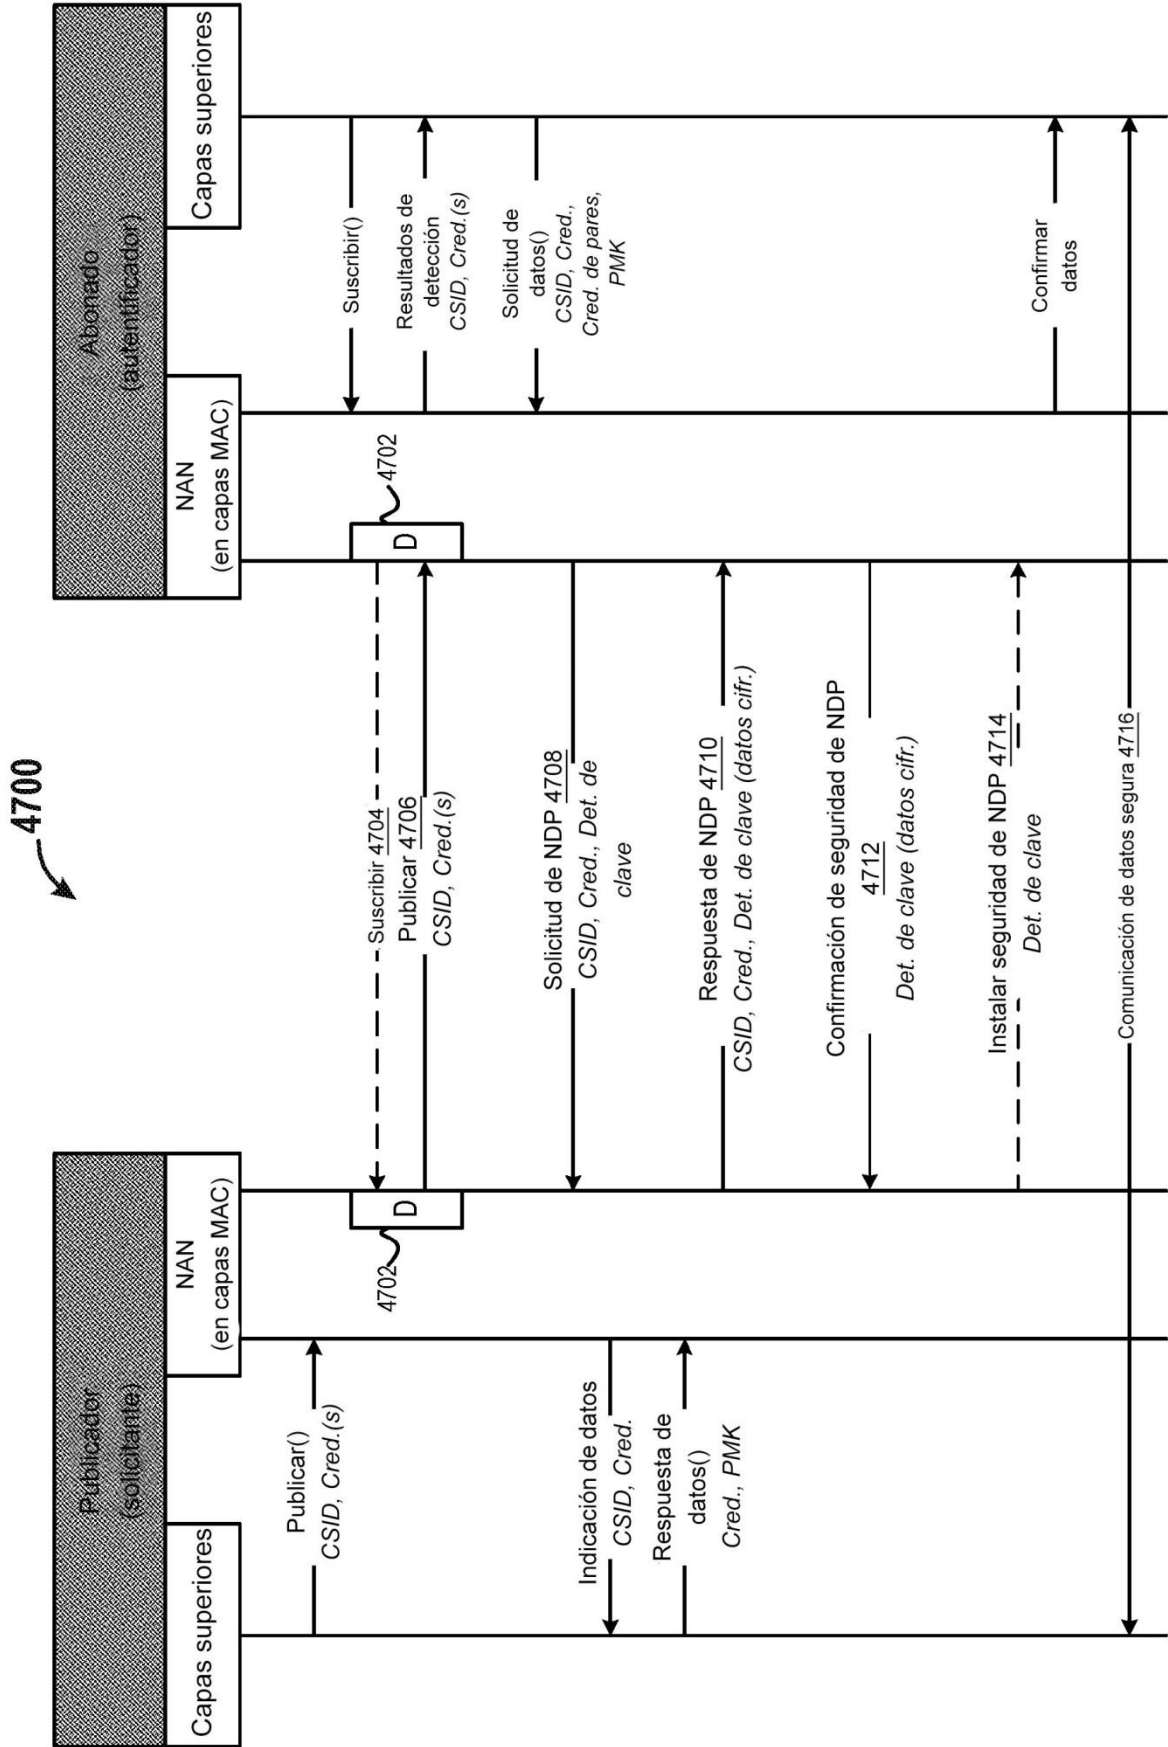 4700
Publicador
(solicitante)
Capas superiores
NAN
(en capas MAC)
Abonado
(autentificador)
NAN
(en capas MAC)
Capas superiores
Publicar()
CSID, Cred.(s)
Suscribir()
4702
D
Suscribir 4704
Publicar 4706
CSID, Cred.(s)
D
4702
Resultados de
detección
CSID, Cred.(s)
Solicitud de
datos()
CSID, Cred.,
Cred. de pares,
PMK
Solicitud de NDP 4708
CSID, Cred., Det. de
clave
Indicación de datos
CSID, Cred.
Respuesta de
datos()
Cred., PMK
Respuesta de NDP 4710
CSID, Cred., Det. de clave (datos cifr.)
Confirmación de seguridad de NDP
4712
Det. de clave (datos cifr.)
Instalar seguridad de NDP 4714
Det. de clave
Confirmar
datos
Comunicación de datos segura 4716